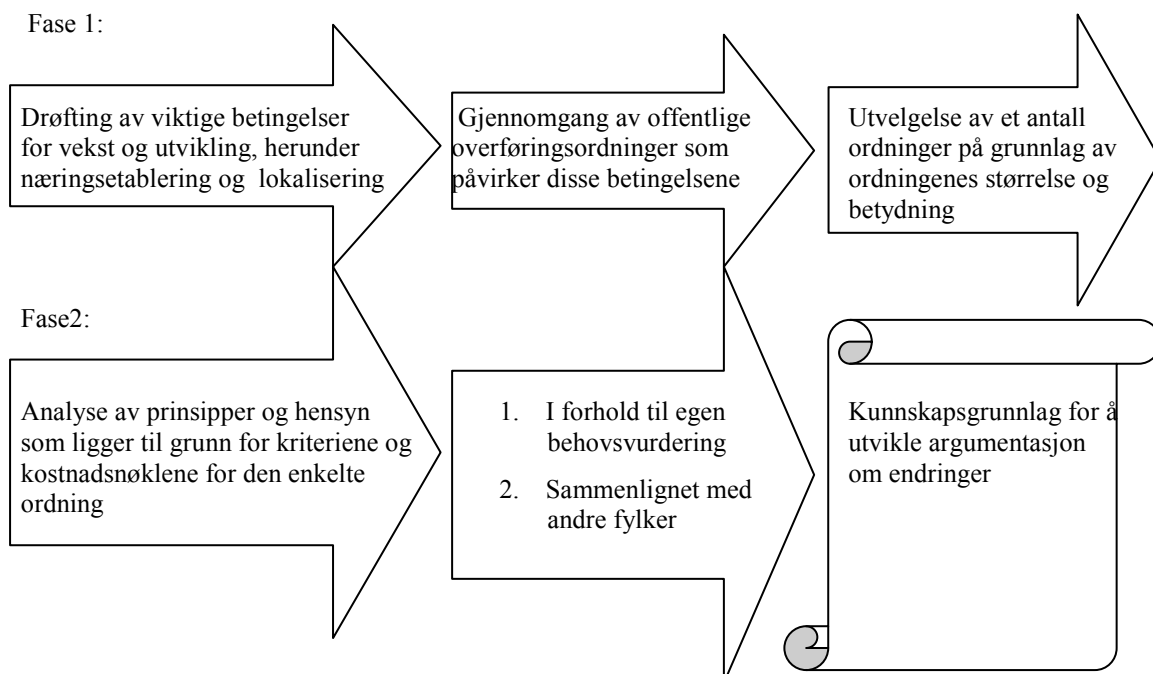 Fase 1:
Drøfting av viktige betingelser
for vekst og utvikling, herunder
næringsetablering og lokalisering
Gjennomgang av offentlige
overføringsordninger som
påvirker disse betingelsene
Utvelgelse av et antall
ordninger på grunnlag av
ordningenes størrelse og
betydning
Fase2:
Analyse av prinsipper og hensyn
som ligger til grunn for kriteriene og
kostnadsnøklene for den enkelte
ordning
1. I forhold til egen
behovsvurdering
2. Sammenlignet med
andre fylker
Kunnskapsgrunnlag for å
utvikle argumentasjon
om endringer